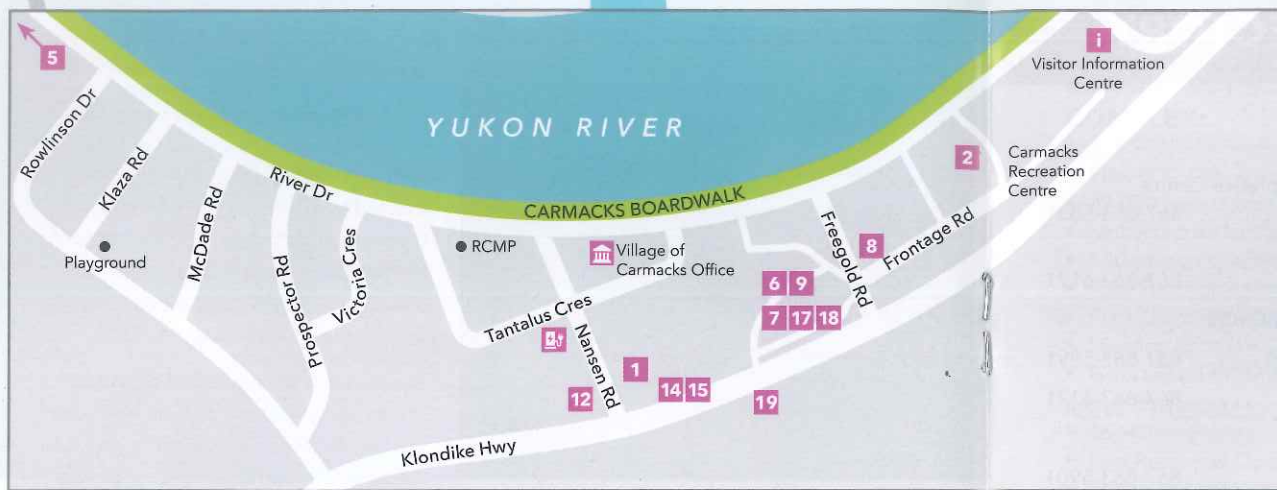 5
i
Visitor Information
Centre
YUKON RIVER
Rowlinson Dr
Klaza Rd
McDade Rd
River Dr
2
Carmacks
Recreation
Centre
CARMACKS BOARDWALK
Playground
Prospector Rd
Victoria Cres
RCMP
Village of
Carmacks Office
Freegold Rd
8
Frontage Rd
6 9
7 17 18
Tantalus Cres
Nansen Rd
1
12
14 15
19
Klondike Hwy